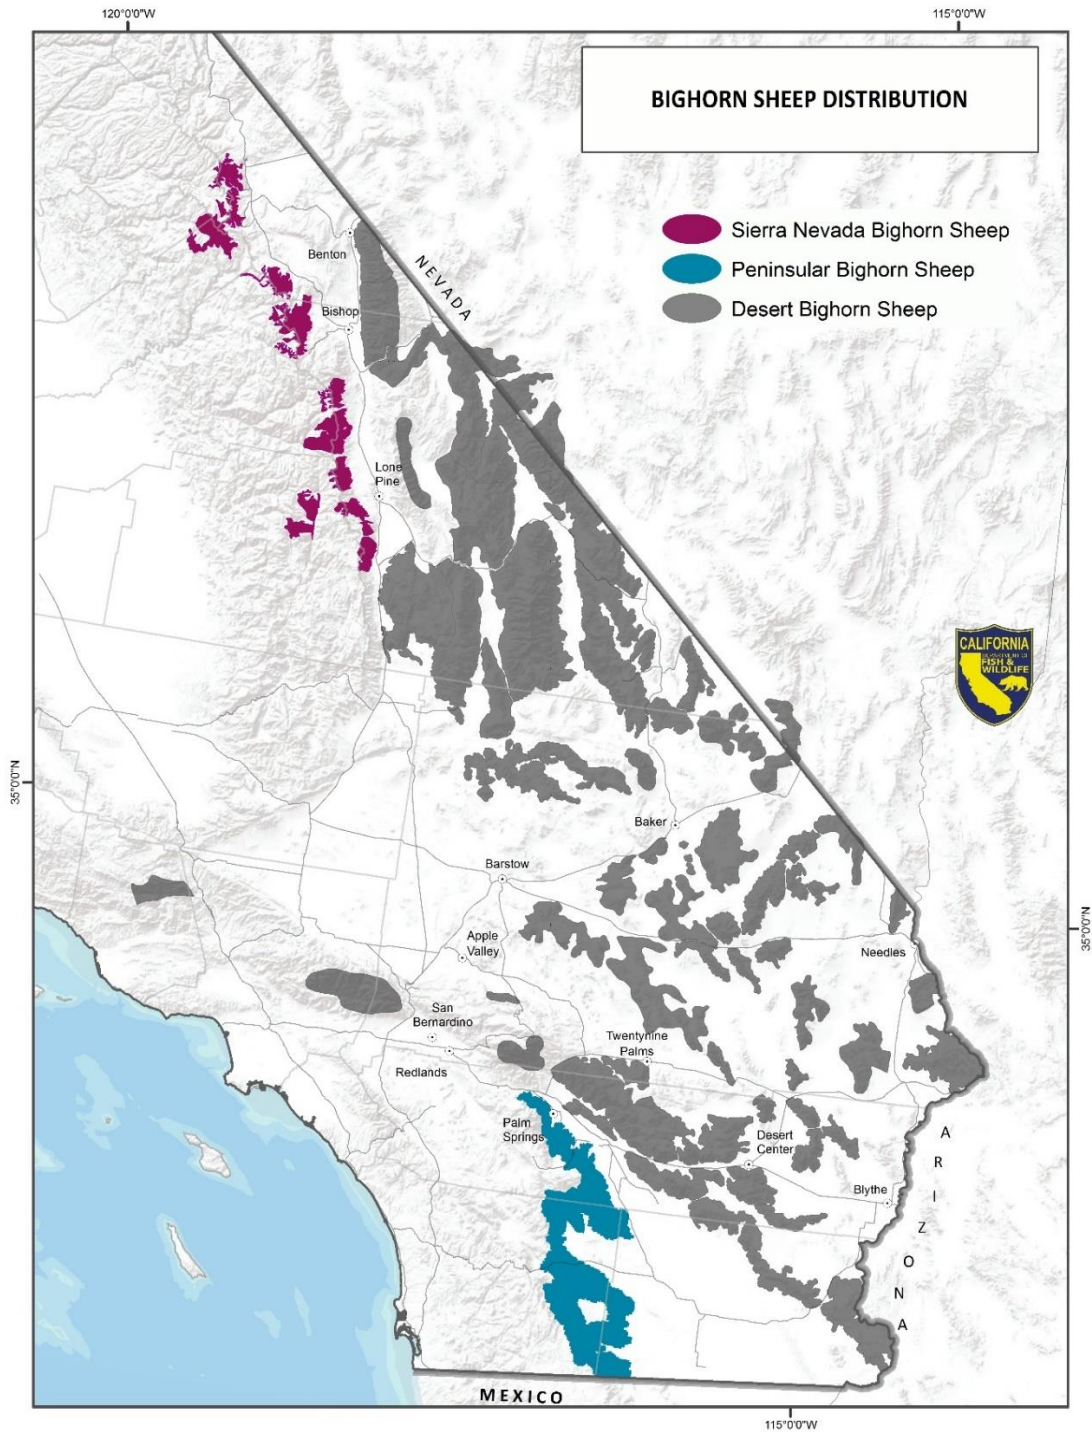 120°0'0"W
115°0'0"W
BIGHORN SHEEP DISTRIBUTION
Sierra Nevada Bighorn Sheep
Peninsular Bighorn Sheep
Desert Bighorn Sheep
NEVADA
Benton
Bishop
Lone
Pine
CALIFORNIA
DEPARTMENT OF
FISH &
WILDLIFE
35°0'0"N
Baker
Barstow
Apple
Valley
Needles
35°0'0"N
San
Bernardino
Redlands
Twentynine
Palms
Palm
Springs
Desert
Center
Blythe
ARIZONA
MEXICO
115°0'0"W